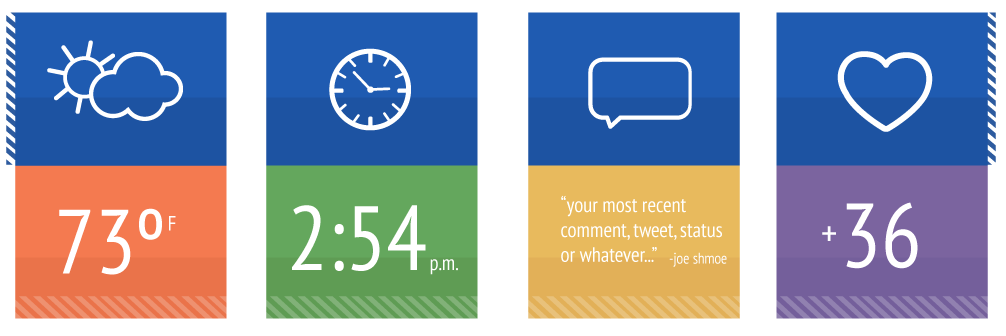 73° F
2:54 p.m.
“your most recent
comment, tweet, status
or whatever...” -joe shmoe
+36